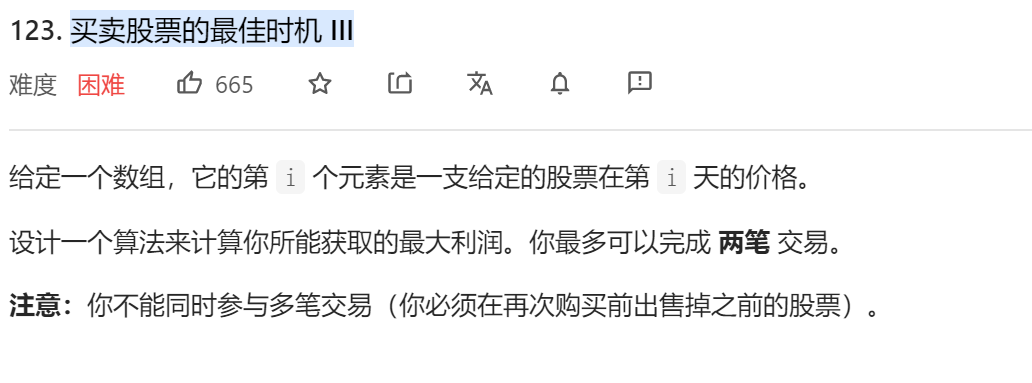 123. 买卖股票的最佳时机 III
难度 困难 665
给定一个数组，它的第 i 个元素是一支给定的股票在第 i 天的价格。
设计一个算法来计算你所能获取的最大利润。你最多可以完成 两笔 交易。
注意：你不能同时参与多笔交易（你必须在再次购买前出售掉之前的股票）。